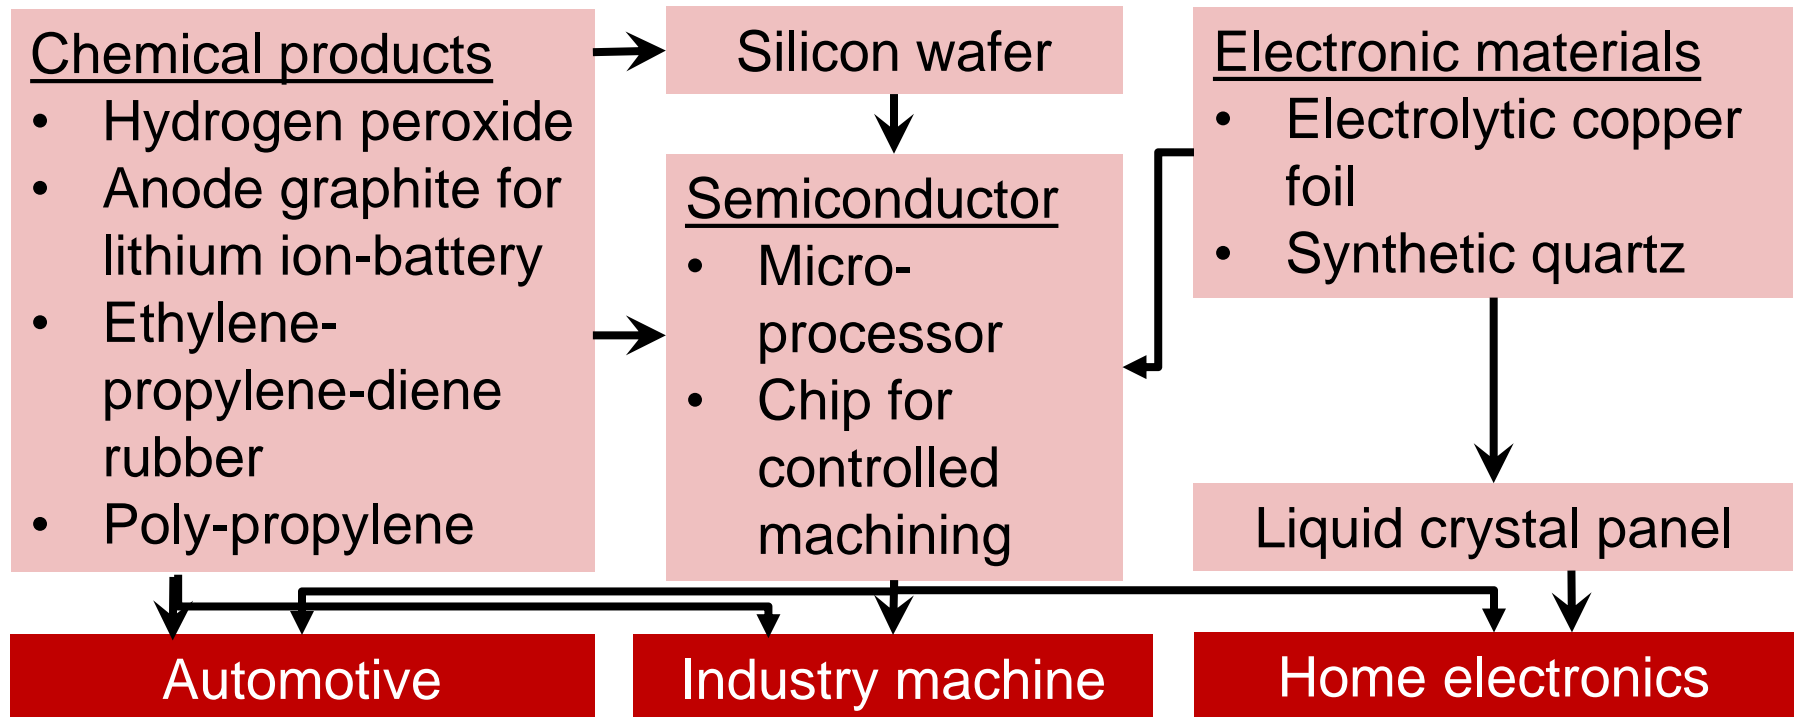 Chemical products
• Hydrogen peroxide
• Anode graphite for
lithium ion-battery
• Ethylene-
propylene-diene
rubber
• Poly-propylene
Silicon wafer
Semiconductor
• Micro-
processor
• Chip for
controlled
machining
Electronic materials
• Electrolytic copper
foil
• Synthetic quartz
Liquid crystal panel
Automotive
Industry machine
Home electronics